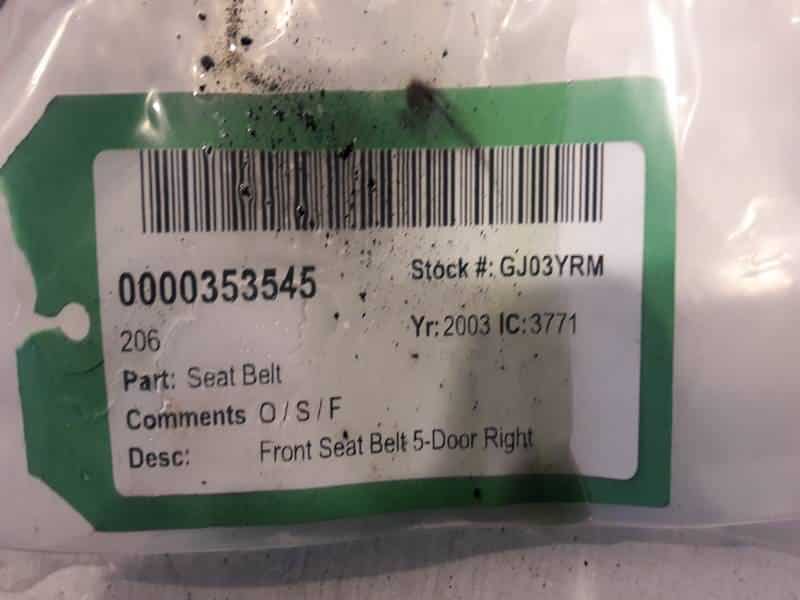 0000353545
Stock #: GJ03YRM
206
Yr: 2003 IC: 3771
Part: Seat Belt
Comments O / S / F
Desc: Front Seat Belt 5-Door Right